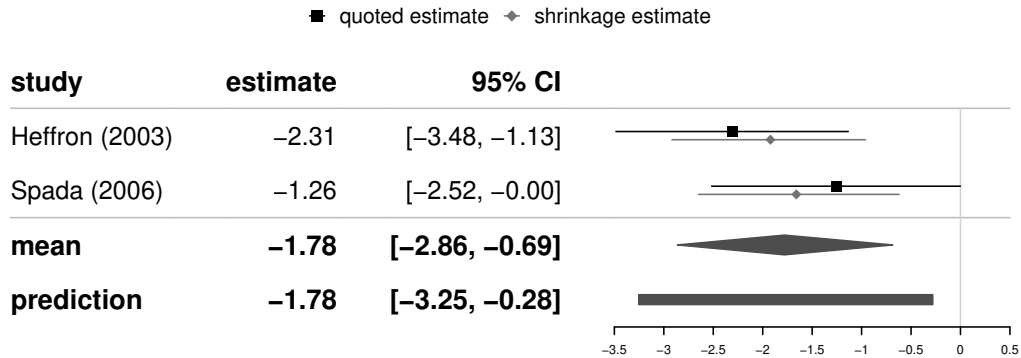 quoted estimate shrinkage estimate
study estimate 95% CI
Heffron (2003) −2.31 [−3.48, −1.13]
Spada (2006) −1.26 [−2.52, −0.00]
mean −1.78 [−2.86, −0.69]
prediction −1.78 [−3.25, −0.28]
−3.5 −3 −2.5 −2 −1.5 −1 −0.5 0 0.5